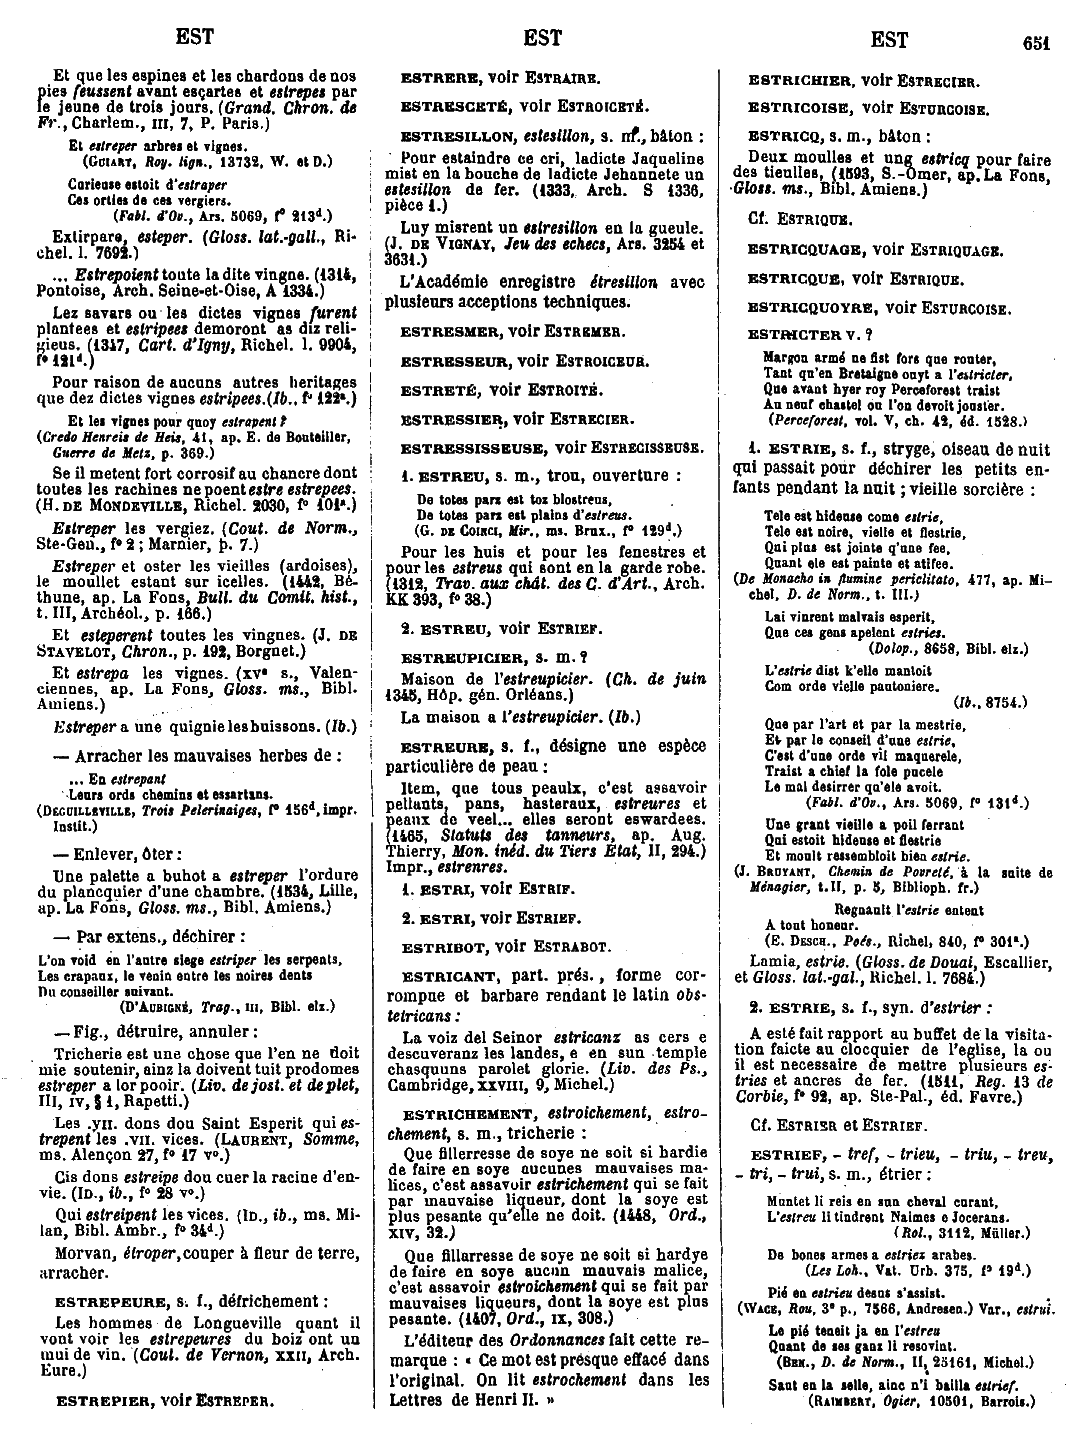 EST
EST
EST
651
Et que les espines et les chardons de nos
pies feussent avant esçartes et estrepes par
le jeune de trois jours. (Grand. Chron. de
Fr., Charlem., III, 7, P. Paris.)
Et estreper arbres et vignes.
(GUIART, Roy. lign., 13732, W. et D.)
Curieuse estoit d'estraper
Ces orties de ces vergiers.
(Fabl. d'Ov., Ars. 5069, f° 213d.)
Extirpare, esteper. (Gloss. lat.-gall., Ri-
chel. l. 7692.)
... Estrepoient toute la dite vingne. (1314,
Pontoise, Arch. Seine-et-Oise, A 1334.)
Lez savars ou les dictes vignes furent
plantees et estripees demoront as diz reli-
gieus. (1347, Cart. d'Igny, Richel. l. 9904,
f° 121d.)
Pour raison de aucuns autres heritages
que dez dictes vignes estripees. (Ib., f° 122a.)
Et les vignes pour quoy estrapent ?
(Credo Henreis de Heis, 41, ap. E. de Bouteiller,
Guerre de Metz, p. 369.)
Se il metent fort corrosif au chancre dont
toutes les rachines ne poent estre estrepees.
(H. DE MONDEVILLE, Richel. 2030, f° 101a.)
Estreper les vergiez. (Cout. de Norm.,
Ste-Gen., f° 2 ; Marnier, p. 7.)
Estreper et oster les vieilles (ardoises),
le moullet estant sur icelles. (1442, Bé-
thune, ap. La Fons, Bull. du Comit. hist.,
t. III, Archéol., p. 166.)
Et esteperent toutes les vingnes. (J. DE
STAVELOT, Chron., p. 192, Borgnet.)
Et estrepa les vignes. (XVe s., Valen-
ciennes, ap. La Fons, Gloss. ms., Bibl.
Amiens.)
Estreper a une quignie les buissons. (Ib.)
— Arracher les mauvaises herbes de :
... En estrepant
Leurs ords chemins et essartans.
(DEGUILLEVILLE, Trois Pelerinaiges, f° 156d, impr.
Instit.)
— Enlever, ôter :
Une palette a buhot a estreper l'ordure
du plancquier d'une chambre. (1534, Lille,
ap. La Fons, Gloss. ms., Bibl. Amiens.)
— Par extens., déchirer :
L'on void en l'autre siege estriper les serpents,
Les crapaux, le venin entre les noires dents
Du conseiller suivant.
(D'AUBIGNÉ, Trag., III, Bibl. elz.)
— Fig., détruire, annuler :
Tricherie est une chose que l'en ne doit
mie soutenir, ainz la doivent tuit prodomes
estreper a lor pooir. (Liv. de jost. et de plet,
III, IV, § 1, Rapetti.)
Les .VII. dons dou Saint Esperit qui es-
trepent les .VII. vices. (LAURENT, Somme,
ms. Alençon 27, f° 17 v°.)
Cis dons estreipe dou cuer la racine d'en-
vie. (ID., ib., f° 28 v°.)
Qui estreipent les vices. (ID., ib., ms. Mi-
lan, Bibl. Ambr., f° 34d.)
Morvan, étroper, couper à fleur de terre,
arracher.
ESTREPEURE, s. f., défrichement :
Les hommes de Longueville quant il
vont voir les estrepeures du boiz ont un
mui de vin. (Cout. de Vernon, XXII, Arch.
Eure.)
ESTREPIER, voir ESTREPER.
ESTRERE, voir ESTRAIRE.
ESTRESCETÉ, voir ESTROICETÉ.
ESTRESILLON, estesillon, s. m., bâton :
Pour estaindre ce cri, ladicte Jaqueline
mist en la bouche de ladicte Jehannete un
estesillon de fer. (1333, Arch. S 1336,
pièce 1.)
Luy misrent un estresillon en la gueule.
(J. DE VIGNAY, Jeu des echecs, Ars. 3254 et
3631.)
L'Académie enregistre étresillon avec
plusieurs acceptions techniques.
ESTRESMER, voir ESTREMER.
ESTRESSEUR, voir ESTROICEUR.
ESTRETÉ, voir ESTROITÉ.
ESTRESSIER, voir ESTRECIER.
ESTRESSISSEUSE, voir ESTRECISSEUSE.
1. ESTREU, s. m., trou, ouverture :
De totes parz est toz blostreus,
De totes parz est plains d'estreus.
(G. DE COINCI, Mir., ms. Brux., f° 129d.)
Pour les huis et pour les fenestres et
pour les estreus qui sont en la garde robe.
(1312, Trav. aux chât. des C. d'Art., Arch.
KK 393, f° 38.)
2. ESTREU, voir ESTRIEF.
ESTREUPICIER, s. m. ?
Maison de l'estreupicier. (Ch. de juin
1345, Hôp. gén. Orléans.)
La maison a l'estreupicier. (Ib.)
ESTREURE, s. f., désigne une espèce
particulière de peau :
Item, que tous peaulx, c'est assavoir
pellants, pans, hasteraux, estreures et
peaux de veel... elles seront eswardees.
(1465, Statuts des tanneurs, ap. Aug.
Thierry, Mon. inéd. du Tiers Etat, II, 294.)
Impr., estrenres.
1. ESTRI, voir ESTRIF.
2. ESTRI, voir ESTRIEF.
ESTRIBOT, voir ESTRABOT.
ESTRICANT, part. prés., forme cor-
rompue et barbare rendant le latin obs-
tetricans :
La voiz del Seinor estricanz as cers e
descuveranz les landes, e en sun temple
chasquuns parolet glorie. (Liv. des Ps.,
Cambridge, XXVIII, 9, Michel.)
ESTRICHEMENT, estroichement, estro-
chement, s. m., tricherie :
Que fillerresse de soye ne soit si hardie
de faire en soye aucunes mauvaises ma-
lices, c'est assavoir estrichement qui se fait
par mauvaise liqueur, dont la soye est
plus pesante qu'elle ne doit. (1448, Ord.,
XIV, 32.)
Que fillarresse de soye ne soit si hardye
de faire en soye aucun mauvais malice,
c'est assavoir estroichement qui se fait par
mauvaises liqueurs, dont la soye est plus
pesante. (1407, Ord., IX, 308.)
L'éditeur des Ordonnances fait cette re-
marque : « Ce mot est presque effacé dans
l'original. On lit estrochement dans les
Lettres de Henri II. »
ESTRICHIER, voir ESTRECIER.
ESTRICOISE, voir ESTURCOISE.
ESTRICQ, s. m., bâton :
Deux moulles et ung estricq pour faire
des tieulles. (1593, S.-Omer, ap. La Fons,
Gloss. ms., Bibl. Amiens.)
Cf. ESTRIQUE.
ESTRICQUAGE, voir ESTRIQUAGE.
ESTRICQUE, voir ESTRIQUE.
ESTRICQUOYRE, voir ESTURCOISE.
ESTRICTER V. ?
Margon armé ne fist fors que router,
Tant qu'en Bretaigne ouyt a l'estricter,
Que avant hyer roy Perceforest traist
Au neuf chastel ou l'on devoit jouster.
(Perceforest, vol. V, ch. 42, éd. 1528.)
1. ESTRIE, s. f., stryge, oiseau de nuit
qui passait pour déchirer les petits en-
fants pendant la nuit ; vieille sorcière :
Tele est hideuse come estrie,
Tele est noire, vielle et flestrie,
Qui plus est jointe q'une fee,
Quant ele est painte et atifee.
(De Monacho in flumine periclitato, 477, ap. Mi-
chel, D. de Norm., t. III.)
Lai vinrent malvais esperit,
Que ces gens apelent estries.
(Dolop., 8658, Bibl. elz.)
L'estrie dist k'elle mantoit
Com orde vielle pautoniere.
(Ib., 8754.)
Que par l'art et par la mestrie,
Et par le conseil d'une estrie,
C'est d'une orde vil maquerele,
Traist a chief la fole pucele
Le mal desirrer qu'ele avoit.
(Fabl. d'Ov., Ars. 5069, f° 131d.)
Une grant vieille a poil ferrant
Qui estoit hideuse et flestrie
Et moult ressembloit bien estrie.
(J. BRUYANT, Chemin de Povreté, à la suite de
Ménagier, t. II, p. 5, Biblioph. fr.)
Regnault l'estrie entent
A tout honeur.
(E. DESCH., Poés., Richel. 840, f° 301a.)
Lamia, estrie. (Gloss. de Douai, Escallier,
et Gloss. lat.-gal., Richel. l. 7684.)
2. ESTRIE, s. f., syn. d'estrier :
A esté fait rapport au buffet de la visita-
tion faicte au clocquier de l'eglise, la ou
il est necessaire de mettre plusieurs es-
tries et ancres de fer. (1511, Reg. 13 de
Corbie, f° 92, ap. Ste-Pal., éd. Favre.)
Cf. ESTRIER et ESTRIEF.
ESTRIEF, - tref, - trieu, - triu, - treu,
- tri, - trui, s. m., étrier :
Muntet li reis en sun cheval curant,
L'estreu li tindrent Naimes e Jocerans.
(Rol., 3112, Müller.)
De bones armes a estriez arabes.
(Les Loh., Vat. Urb. 375, f° 19d.)
Pié en estrieu desus s'assist.
(WACE, Rou, 3e p., 7566, Andresen.) Var., estrui.
Le pié teneit ja en l'estreu
Quant de ses ganz li resovint.
(BEN., D. de Norm., II, 25161, Michel.)
Saut en la selle, ainc n'i bailla estrief.
(RAIMBERT, Ogier, 10501, Barrois.)